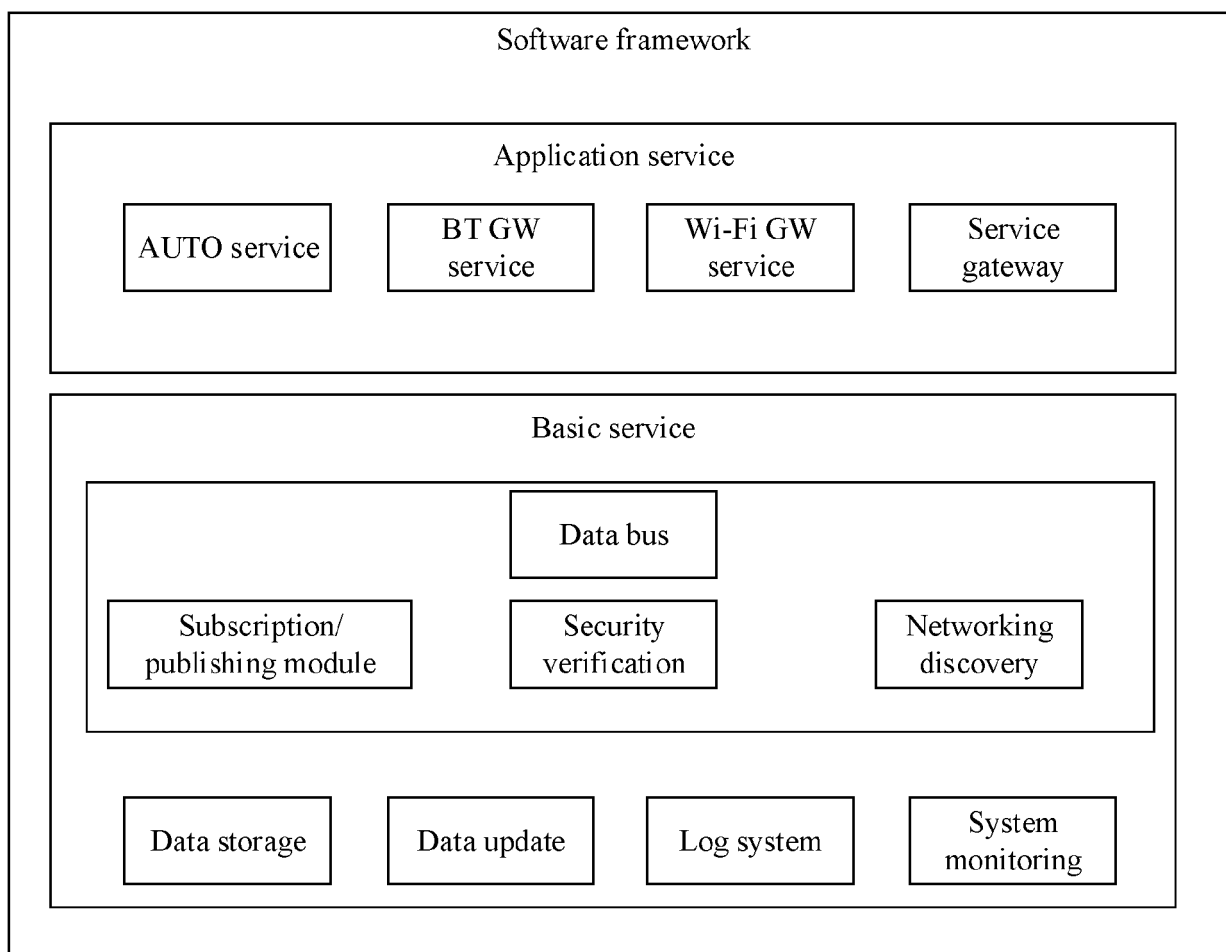 Software framework
Application service
AUTO service
BT GW
service
Wi-Fi GW
service
Service
gateway
Basic service
Data bus
Subscription/
publishing module
Security
verification
Networking
discovery
Data storage
Data update
Log system
System
monitoring